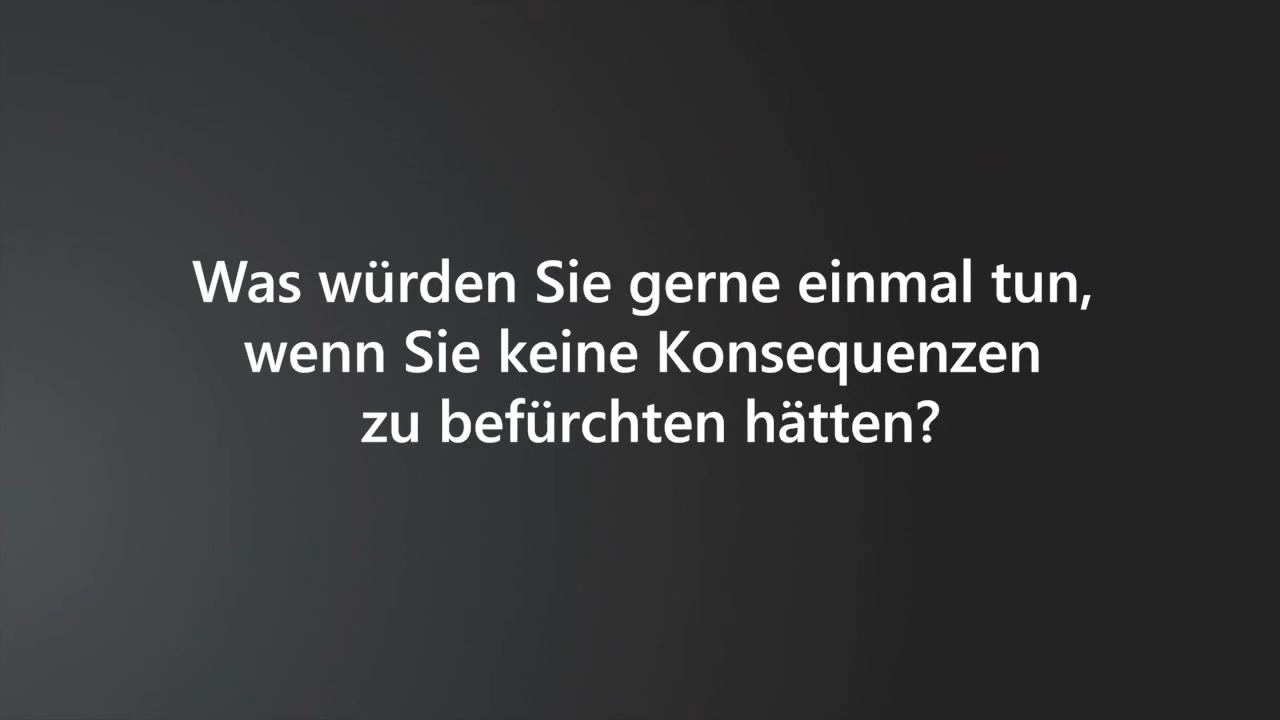 Was würden Sie gerne einmal tun,
wenn Sie keine Konsequenzen
zu befürchten hätten?